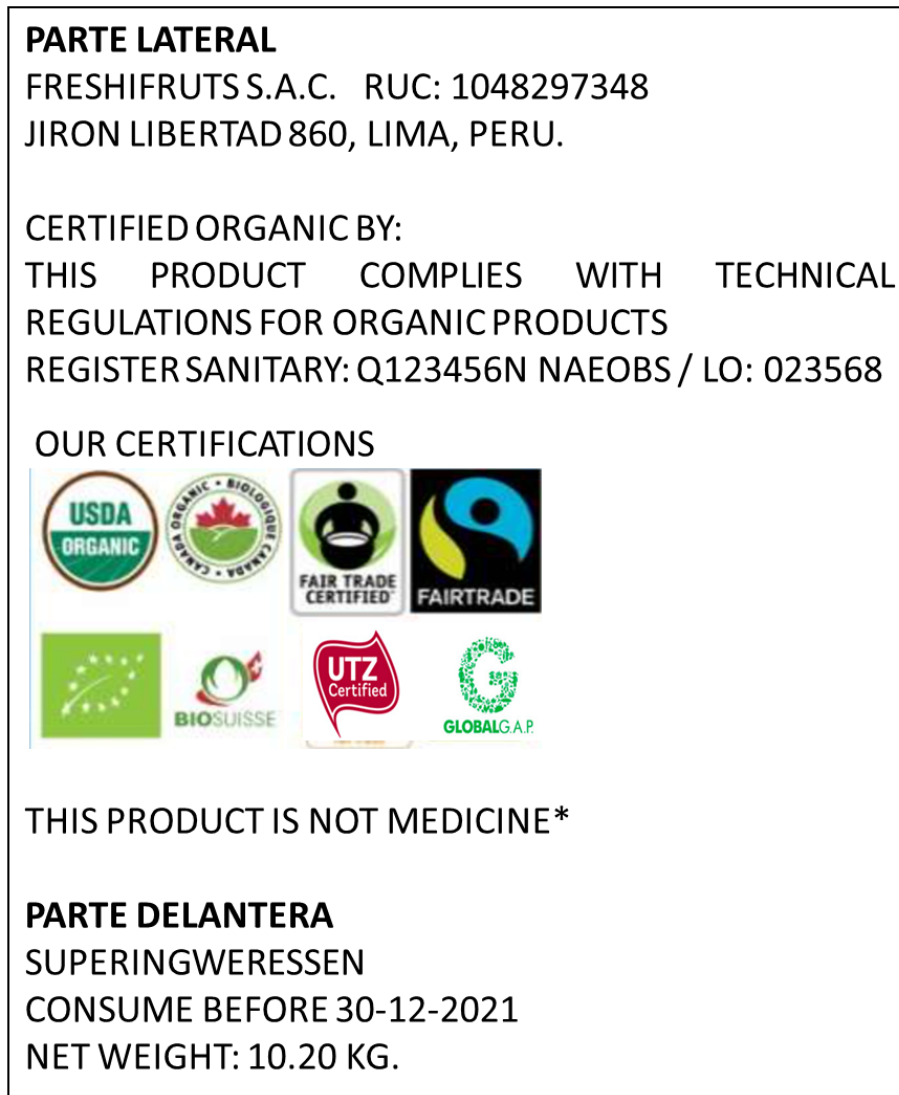 PARTE LATERAL
FRESHIFRUTS S.A.C. RUC: 1048297348
JIRON LIBERTAD 860, LIMA, PERU.
CERTIFIED ORGANIC BY:
THIS PRODUCT COMPLIES WITH TECHNICAL
REGULATIONS FOR ORGANIC PRODUCTS
REGISTER SANITARY: Q123456N NAEOBS / LO: 023568
OUR CERTIFICATIONS
USDA
ORGANIC
CANADA ORGANIC • BIOLOGIQUE CANADA •
FAIR TRADE
CERTIFIED
FAIRTRADE
BIOSUISSE
UTZ
Certified
GLOBALG.A.P.
THIS PRODUCT IS NOT MEDICINE*
PARTE DELANTERA
SUPERINGWERESSEN
CONSUME BEFORE 30-12-2021
NET WEIGHT: 10.20 KG.